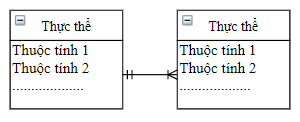 Thực thể
Thuộc tính 1
Thuộc tính 2
...................
Thực thể
Thuộc tính 1
Thuộc tính 2
...................